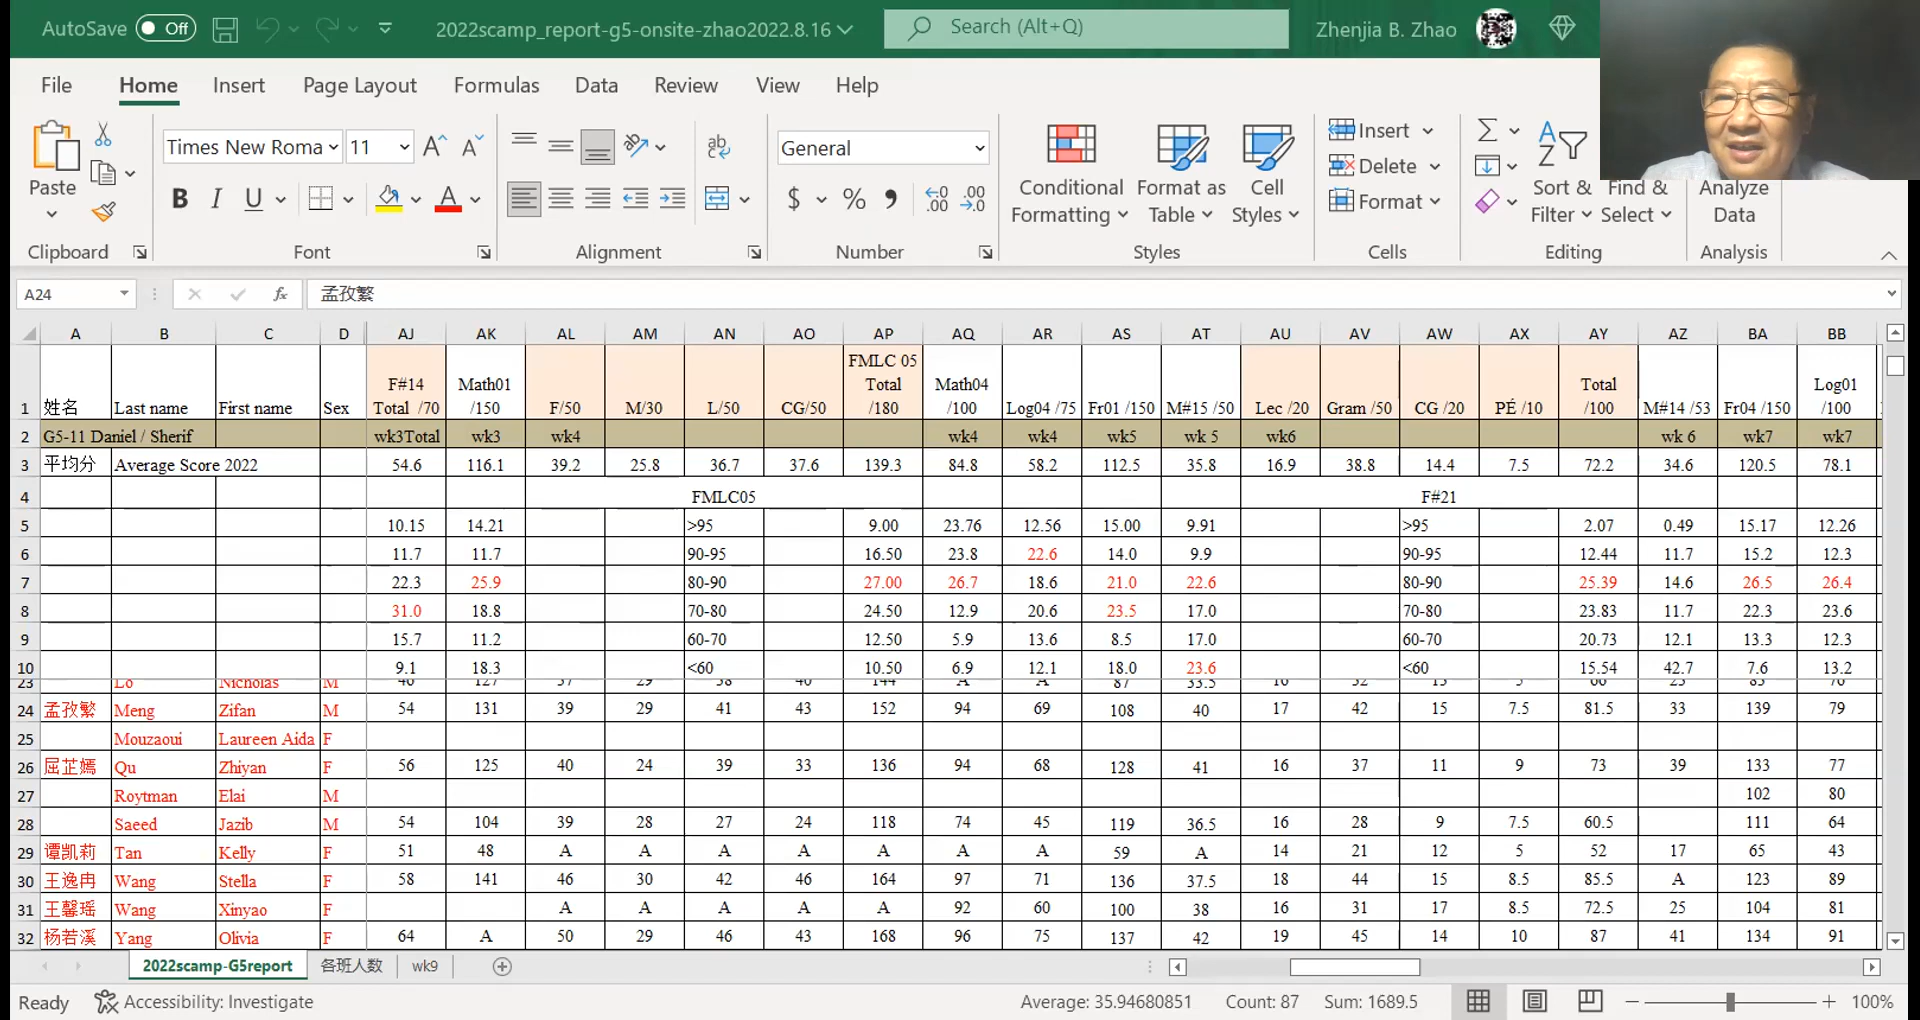 AutoSave Off 2022scamp_report-g5-onsite-zhao2022.8.16 Search (Alt+Q) Zhenjia B. Zhao
File Home Insert Page Layout Formulas Data Review View Help
Times New Roma 11 General Insert
Paste Delete
Conditional Formatting Format as Table Cell Styles Format Sort & Filter Find & Select Analyze Data
Clipboard Font Alignment Number Styles Cells Editing Analysis
A24 fx 孟孜繁
A B C D AJ AK AL AM AN AO AP AQ AR AS AT AU AV AW AX AY AZ BA BB
1 姓名 Last name First name Sex F#14 Total /70 Math01 /150 F/50 M/30 L/50 CG/50 FMLC 05 Total /180 Math04 /100 Log04 /75 Fr01 /150 M#15 /50 Lec /20 Gram /50 CG /20 PÉ /10 Total /100 M#14 /53 Fr04 /150 Log01 /100
2 G5-11 Daniel / Sherif wk3Total wk3 wk4 wk4 wk4 wk5 wk 5 wk6 wk 6 wk7 wk7
3 平均分 Average Score 2022 54.6 116.1 39.2 25.8 36.7 37.6 139.3 84.8 58.2 112.5 35.8 16.9 38.8 14.4 7.5 72.2 34.6 120.5 78.1
4 FMLC05 F#21
5 10.15 14.21 >95 9.00 23.76 12.56 15.00 9.91 >95 2.07 0.49 15.17 12.26
6 11.7 11.7 90-95 16.50 23.8 22.6 14.0 9.9 90-95 12.44 11.7 15.2 12.3
7 22.3 25.9 80-90 27.00 26.7 18.6 21.0 22.6 80-90 25.39 14.6 26.5 26.4
8 31.0 18.8 70-80 24.50 12.9 20.6 23.5 17.0 70-80 23.83 11.7 22.3 23.6
9 15.7 11.2 60-70 12.50 5.9 13.6 8.5 17.0 60-70 20.73 12.1 13.3 12.3
10 9.1 18.3 <60 10.50 6.9 12.1 18.0 23.6 <60 15.54 42.7 7.6 13.2
23 Lo Nicholas M A A 87 33.5
24 孟孜繁 Meng Zifan M 54 131 39 29 41 43 152 94 69 108 40 17 42 15 7.5 81.5 33 139 79
25 Mouzaoui Laureen Aida F
26 屈芷嫣 Qu Zhiyan F 56 125 40 24 39 33 136 94 68 128 41 16 37 11 9 73 39 133 77
27 Roytman Elai M 102 80
28 Saeed Jazib M 54 104 39 28 27 24 118 74 45 119 36.5 16 28 9 7.5 60.5 111 64
29 谭凯莉 Tan Kelly F 51 48 A A A A A A A 59 A 14 21 12 5 52 17 65 43
30 王逸冉 Wang Stella F 58 141 46 30 42 46 164 97 71 136 37.5 18 44 15 8.5 85.5 A 123 89
31 王馨瑶 Wang Xinyao F A A A A A 92 60 100 38 16 31 17 8.5 72.5 25 104 81
32 杨若溪 Yang Olivia F 64 A 50 29 46 43 168 96 75 137 42 19 45 14 10 87 41 134 91
2022scamp-G5report 各班人数 wk9
Ready Accessibility: Investigate Average: 35.94680851 Count: 87 Sum: 1689.5 100%